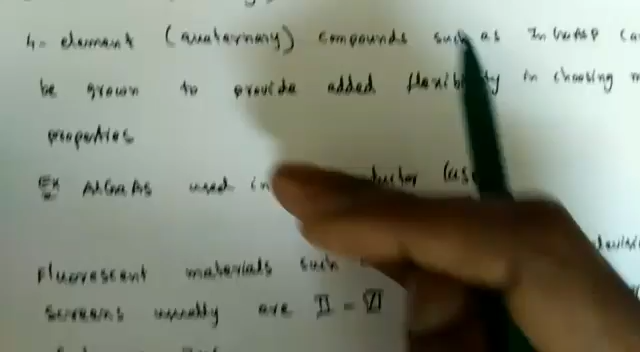 4- element (quaternary) compounds such as InGaAsP
be grown to provide added flexibility in choosing
properties
Ex AlGaAs used in
Fluorescent materials such
screens usually are II - VI